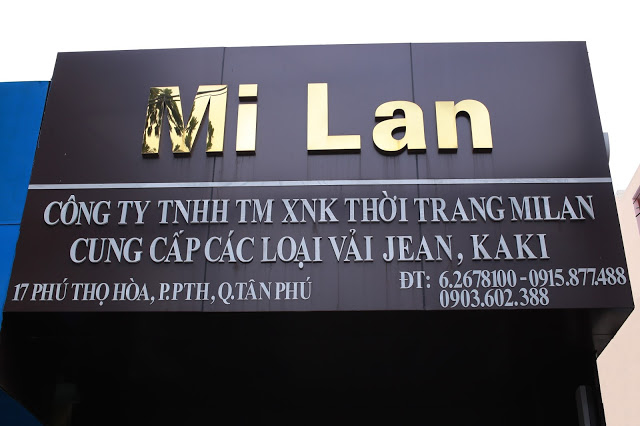 Mi Lan
CÔNG TY TNHH TM XNK THỜI TRANG MILAN
CUNG CẤP CÁC LOẠI VẢI JEAN, KAKI
17 PHÚ THỌ HÒA, P.PTH, Q.TÂN PHÚ ĐT: 6.2678100 - 0915.877.488
0903.602.388